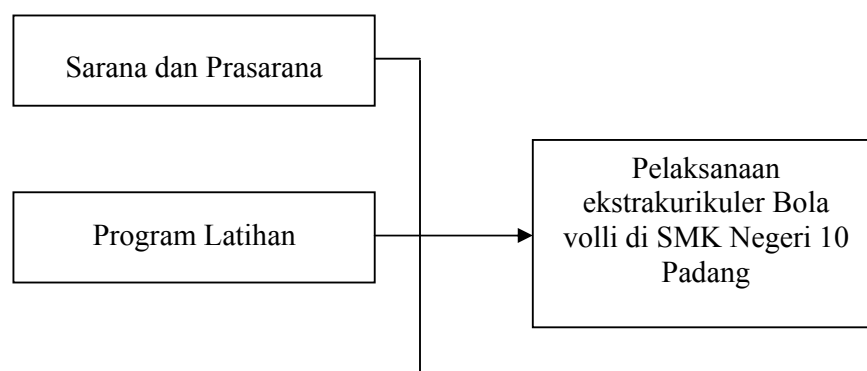 Sarana dan Prasarana
Program Latihan
Pelaksanaan
ekstrakurikuler Bola
volli di SMK Negeri 10
Padang